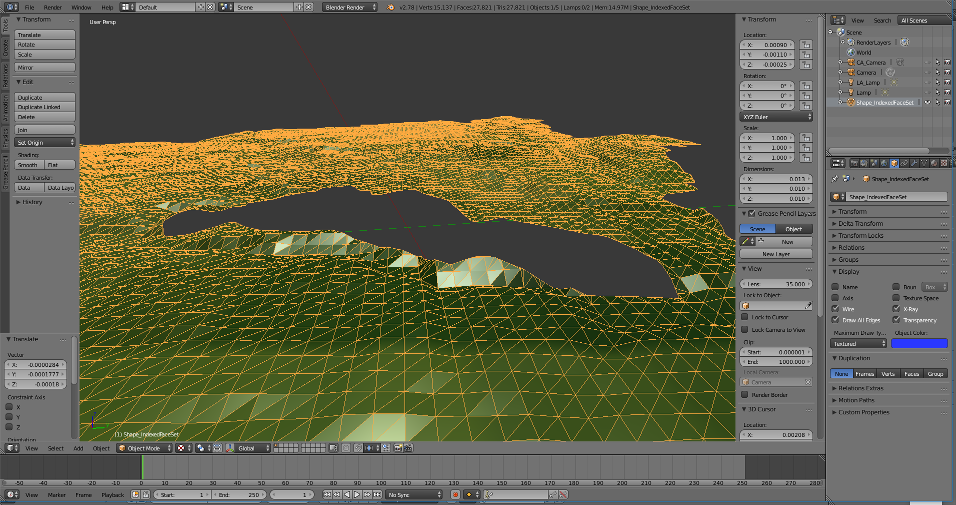 File Render Window Help Default Scene Blender Render v2.78 | Verts:15,137 | Faces:27,821 | Tris:27,821 | Objects:1/5 | Lamps:0/2 | Mem:14.97M | Shape_IndexedFaceSet
Tools
Create
Relations
Animation
Physics
Grease Pencil
Transform
Translate
Rotate
Scale
Mirror
Edit
Duplicate
Duplicate Linked
Delete
Join
Set Origin
Shading:
Smooth Flat
Data Transfer:
Data Data Layo
History
Translate
Vector
X: -0.0000284
Y: -0.0001777
Z: -0.00018
Constraint Axis
X
Y
Z
Orientation
User Persp
(1) Shape_IndexedFaceSet
Transform
Location:
X: 0.00090
Y: -0.00110
Z: -0.00025
Rotation:
X: 0°
Y: 0°
Z: 0°
XYZ Euler
Scale:
X: 1.000
Y: 1.000
Z: 1.000
Dimensions:
X: 0.013
Y: 0.010
Z: 0.010
Grease Pencil Layers
Scene Object
New
New Layer
View
Lens: 35.000
Lock to Object:
Lock to Cursor
Lock Camera to View
Clip:
Start: 0.000001
End: 1000.000
Local Camera:
Camera
Render Border
3D Cursor
Location:
X: 0.00208
View Search All Scenes
Scene
RenderLayers
World
CA_Camera
Camera
LA_Lamp
Lamp
Shape_IndexedFaceSet
Shape_IndexedFaceSet
Shape_IndexedFaceSet
Transform
Delta Transform
Transform Locks
Relations
Groups
Display
Name Boun Box
Axis Texture Space
Wire X-Ray
Draw All Edges Transparency
Maximum Draw Ty... Object Color:
Textured
Duplication
None Frames Verts Faces Group
Relations Extras
Motion Paths
Custom Properties
View Select Add Object Object Mode Global
-50 -40 -30 -20 -10 0 10 20 30 40 50 60 70 80 90 100 110 120 130 140 150 160 170 180 190 200 210 220 230 240 250 260 270 280
View Marker Frame Playback Start: 1 End: 250 1 No Sync